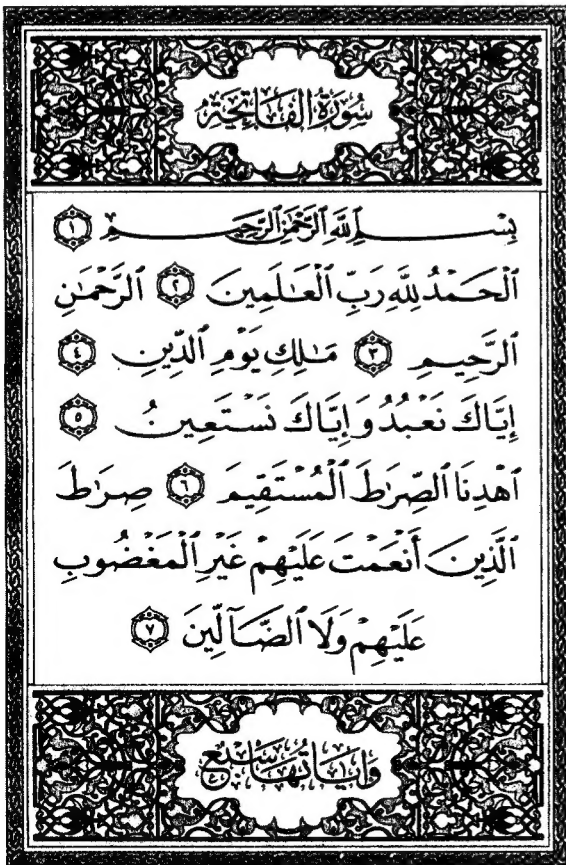 سُورَةُ الفَاتِحَةِ
بِسْمِ ٱللَّهِ ٱلرَّحْمَٰنِ ٱلرَّحِيمِ ١
ٱلْحَمْدُ لِلَّهِ رَبِّ ٱلْعَٰلَمِينَ ٢ ٱلرَّحْمَٰنِ
ٱلرَّحِيمِ ٣ مَٰلِكِ يَوْمِ ٱلدِّينِ ٤
إِيَّاكَ نَعْبُدُ وَإِيَّاكَ نَسْتَعِينُ ٥
ٱهْدِنَا ٱلصِّرَٰطَ ٱلْمُسْتَقِيمَ ٦ صِرَٰطَ
ٱلَّذِينَ أَنْعَمْتَ عَلَيْهِمْ غَيْرِ ٱلْمَغْضُوبِ
عَلَيْهِمْ وَلَا ٱلضَّآلِّينَ ٧
وَآيَاتُهَا سَبْعٌ